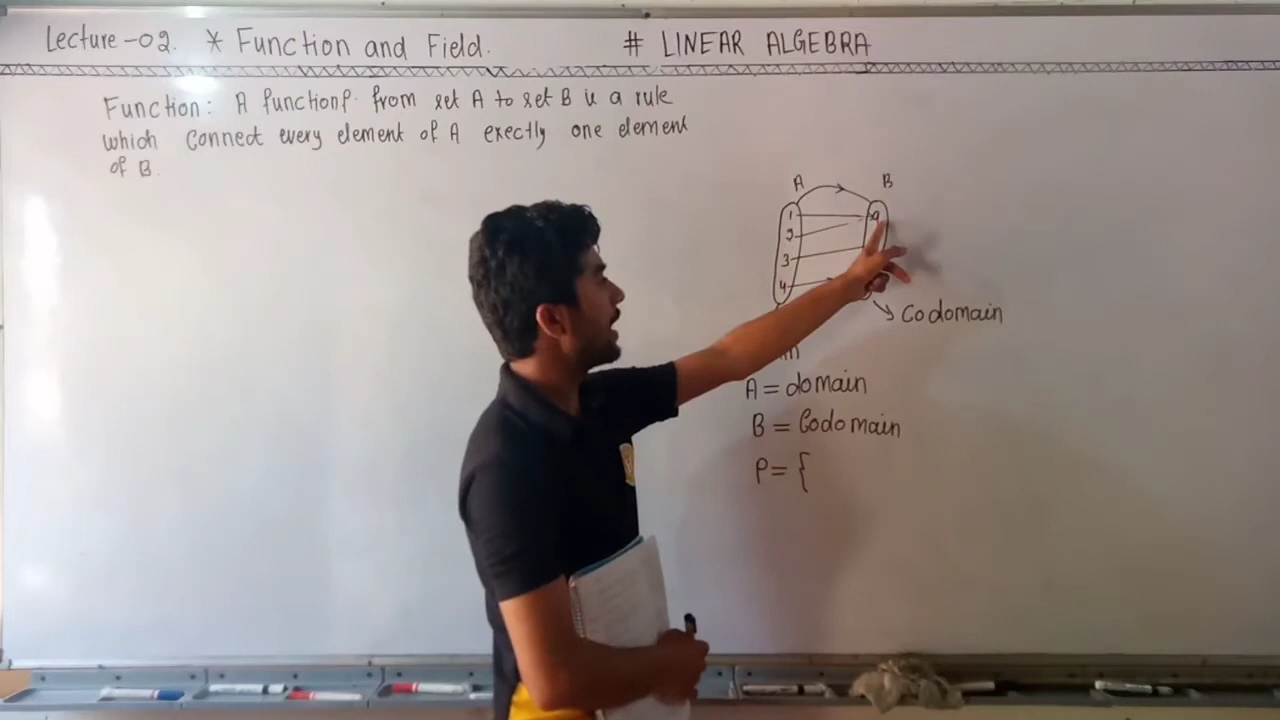 Lecture-02. * Function and Field. # LINEAR ALGEBRA
Function: A function f from set A to set B is a rule
which Connect every element of A exectly one element
of B.
A B
1 a
2
3
4
Codomain
A = domain
B = Codomain
f = {